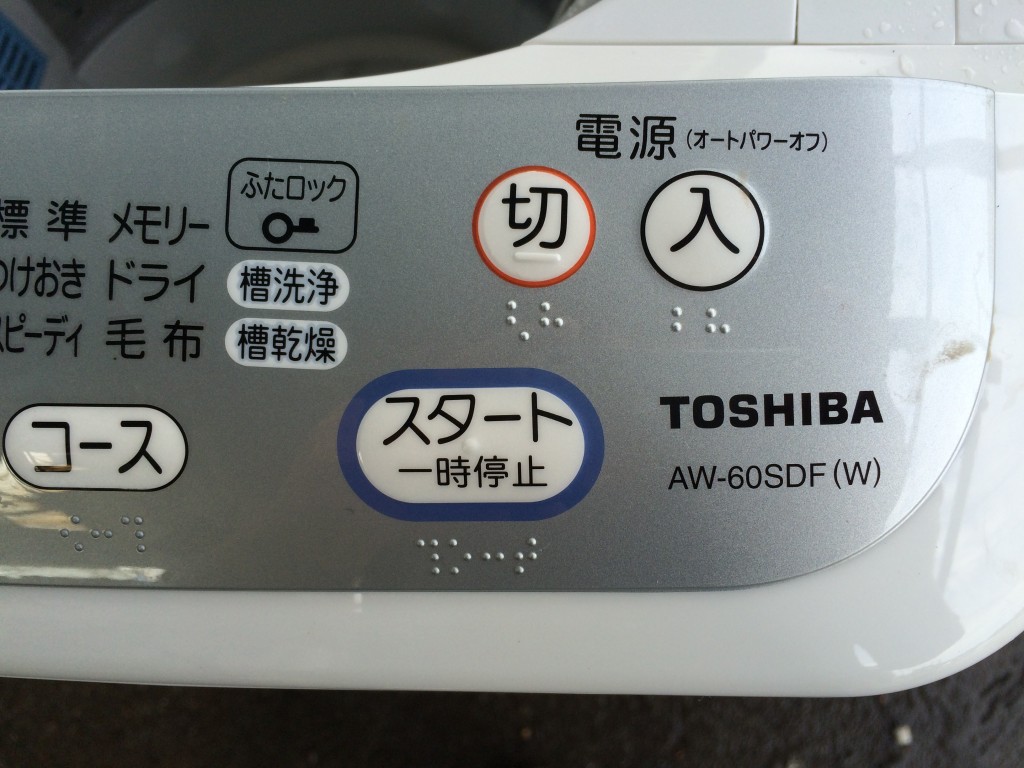 電源(オートパワーオフ)
切 入
ふたロック
標準 メモリー
つけおき ドライ 槽洗浄
スピーディ 毛布 槽乾燥
コース
スタート
一時停止
TOSHIBA
AW-60SDF(W)